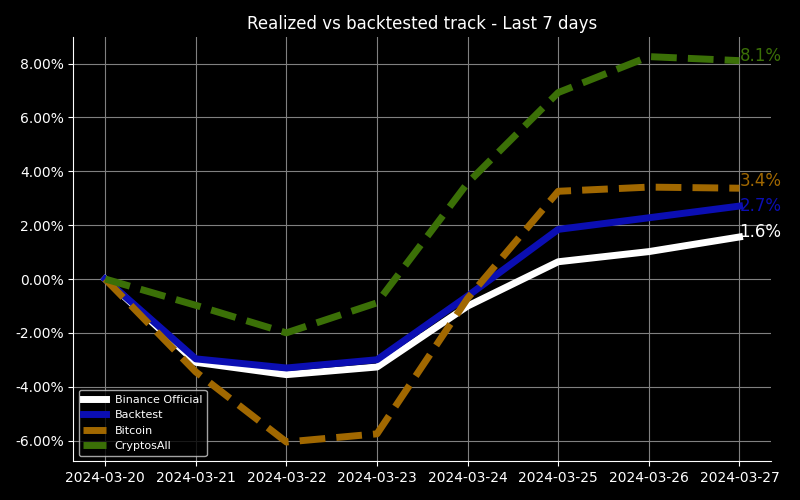 Realized vs backtested track - Last 7 days
8.00%
6.00%
4.00%
2.00%
0.00%
-2.00%
-4.00%
-6.00%
8.1%
3.4%
2.7%
1.6%
Binance Official
Backtest
Bitcoin
CryptosAll
2024-03-20 2024-03-21 2024-03-22 2024-03-23 2024-03-24 2024-03-25 2024-03-26 2024-03-27